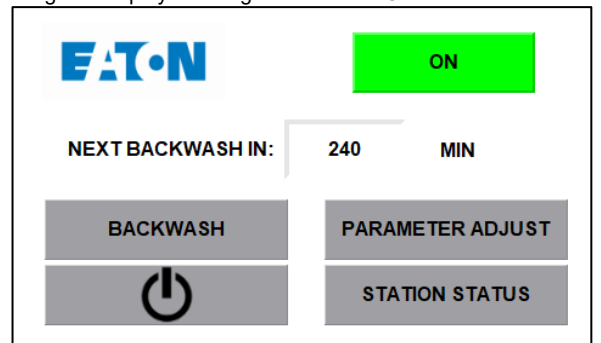 EATON
ON
NEXT BACKWASH IN: 240 MIN
BACKWASH
PARAMETER ADJUST
STATION STATUS